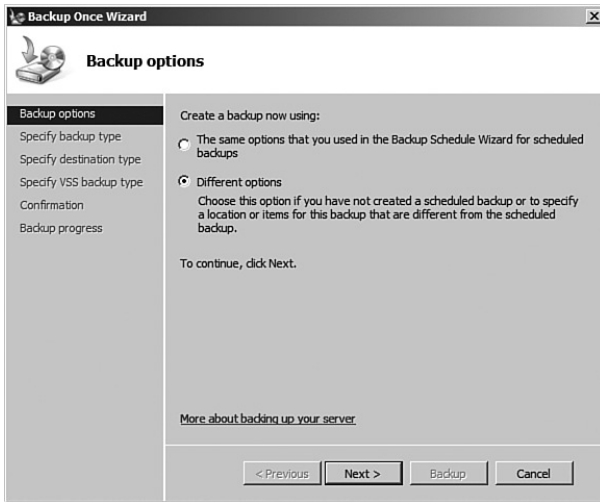 Backup Once Wizard
Backup options
Backup options
Specify backup type
Specify destination type
Specify VSS backup type
Confirmation
Backup progress
Create a backup now using:
The same options that you used in the Backup Schedule Wizard for scheduled
backups
Different options
Choose this option if you have not created a scheduled backup or to specify
a location or items for this backup that are different from the scheduled
backup.
To continue, click Next.
More about backing up your server
< Previous
Next >
Backup
Cancel